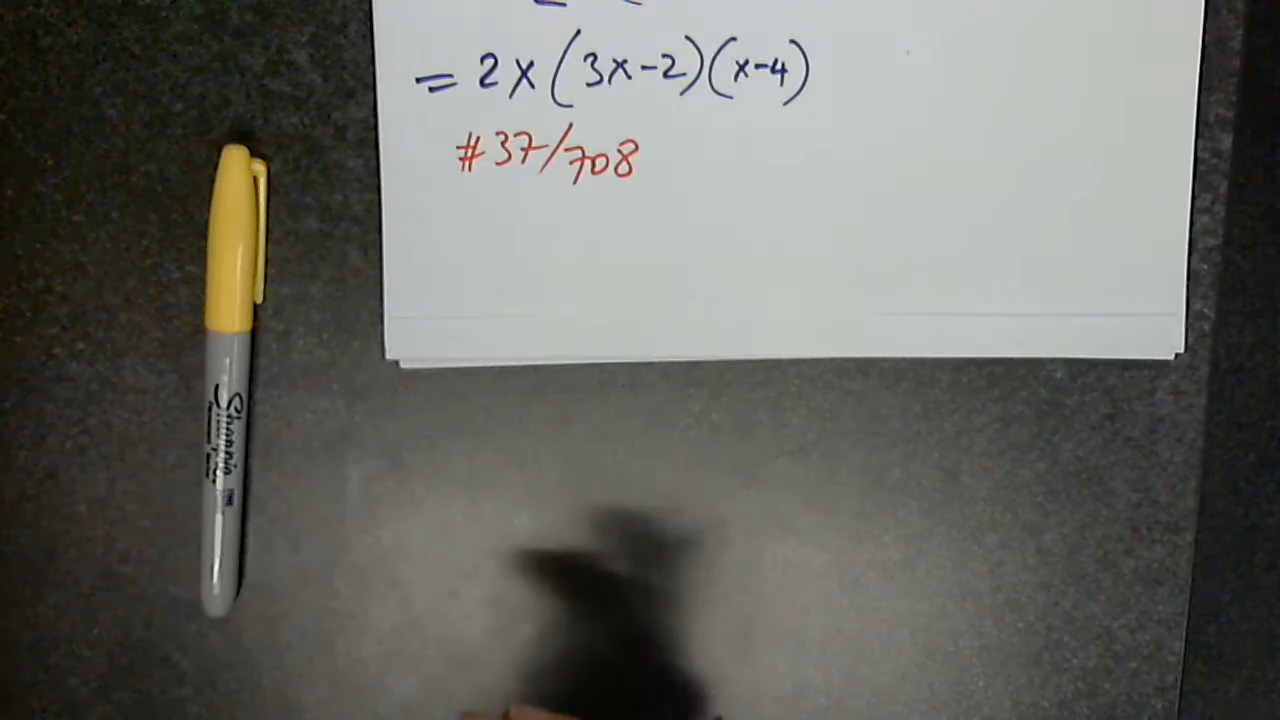 = 2x(3x-2)(x-4)
#37/708
Sharpie